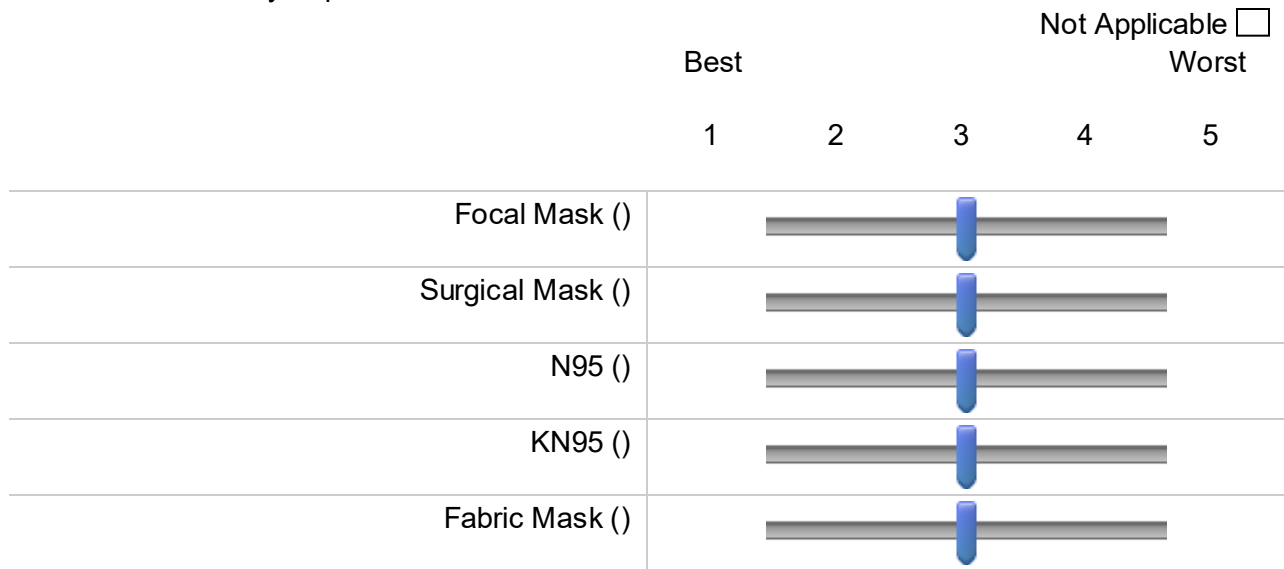 Not Applicable
Best Worst
1 2 3 4 5
Focal Mask ()
Surgical Mask ()
N95 ()
KN95 ()
Fabric Mask ()